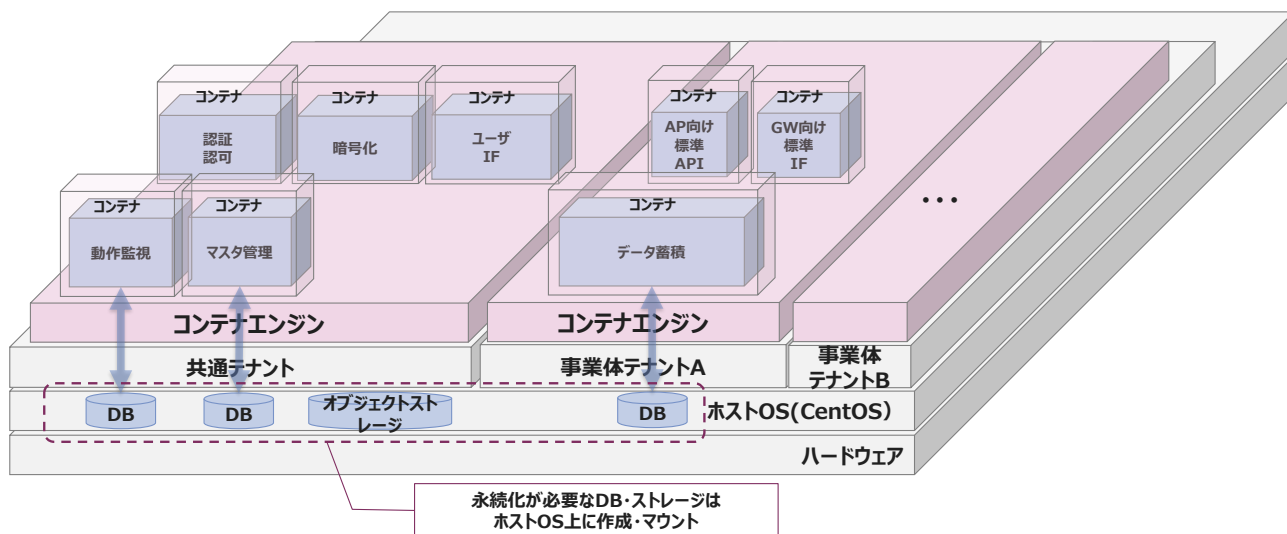 コンテナ
コンテナ
コンテナ
コンテナ
コンテナ
認証
認可
暗号化
ユーザ
IF
AP向け
標準
API
GW向け
標準
IF
コンテナ
コンテナ
コンテナ
動作監視
マスタ管理
データ蓄積
・・・
コンテナエンジン
コンテナエンジン
共通テナント
事業体テナントA
事業体
テナントB
DB
DB
オブジェクトスト
レージ
DB
ホストOS(CentOS)
ハードウェア
永続化が必要なDB・ストレージは
ホストOS上に作成・マウント